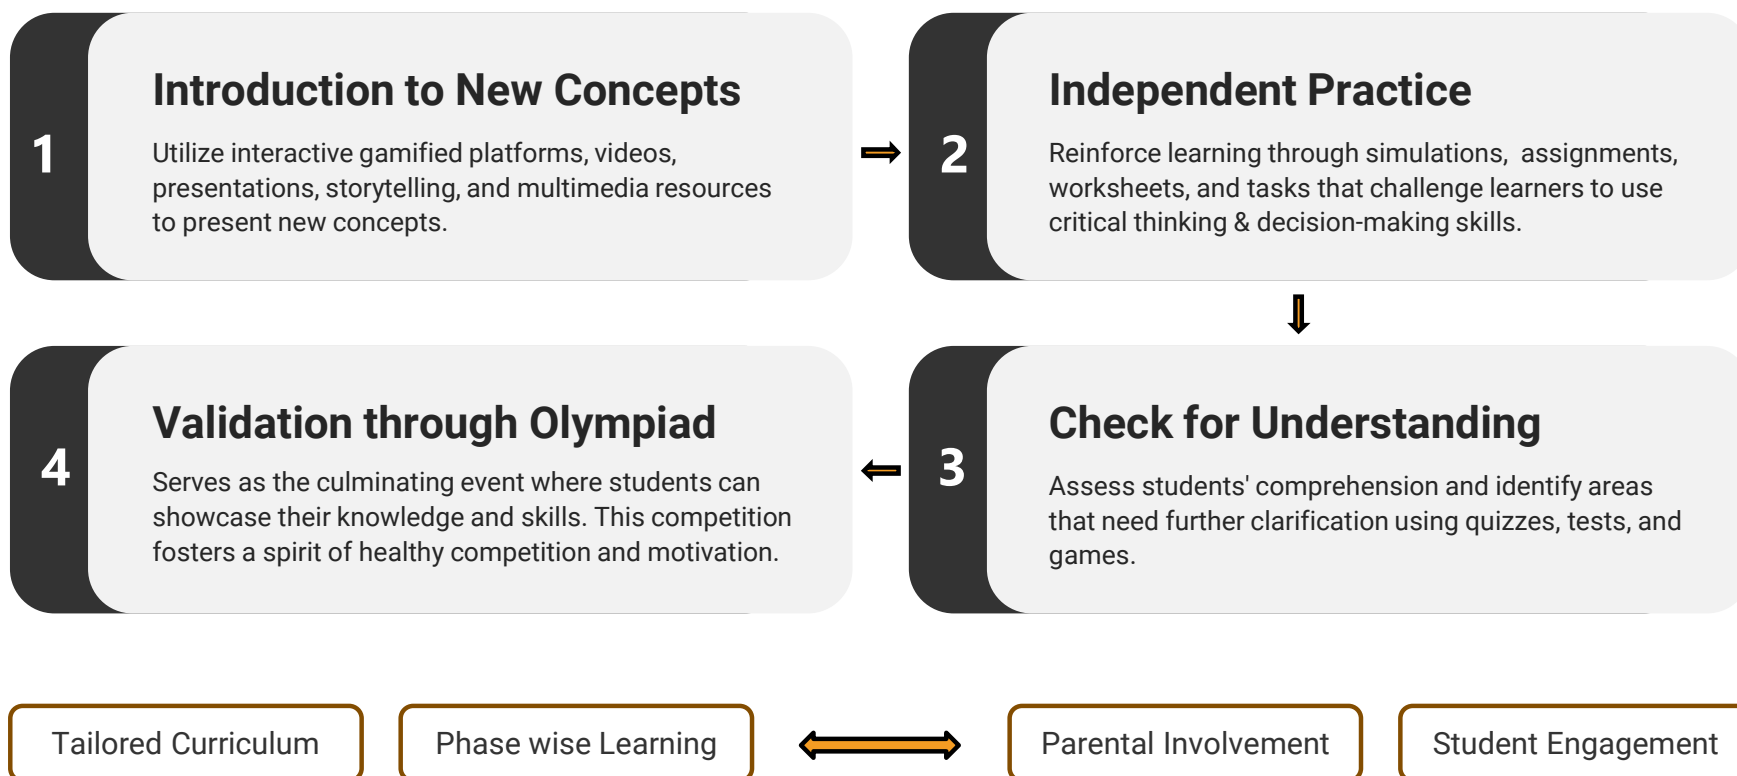 1
Introduction to New Concepts
Utilize interactive gamified platforms, videos,
presentations, storytelling, and multimedia resources
to present new concepts.
2
Independent Practice
Reinforce learning through simulations, assignments,
worksheets, and tasks that challenge learners to use
critical thinking & decision-making skills.
4
Validation through Olympiad
Serves as the culminating event where students can
showcase their knowledge and skills. This competition
fosters a spirit of healthy competition and motivation.
3
Check for Understanding
Assess students' comprehension and identify areas
that need further clarification using quizzes, tests, and
games.
Tailored Curriculum
Phase wise Learning
Parental Involvement
Student Engagement